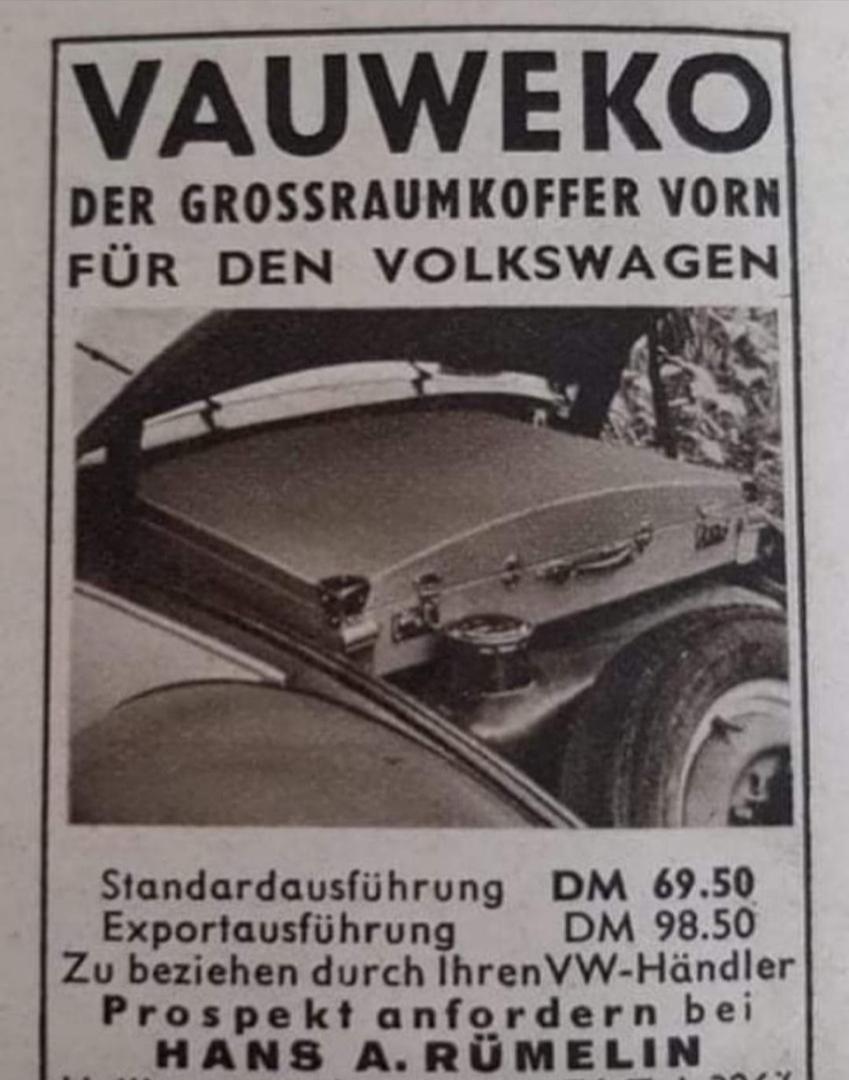 VAUWEKO
DER GROSSRAUMKOFFER VORN
FÜR DEN VOLKSWAGEN
Standardausführung DM 69.50
Exportausführung DM 98.50
Zu beziehen durch Ihren VW-Händler
Prospekt anfordern bei
HANS A. RÜMELIN